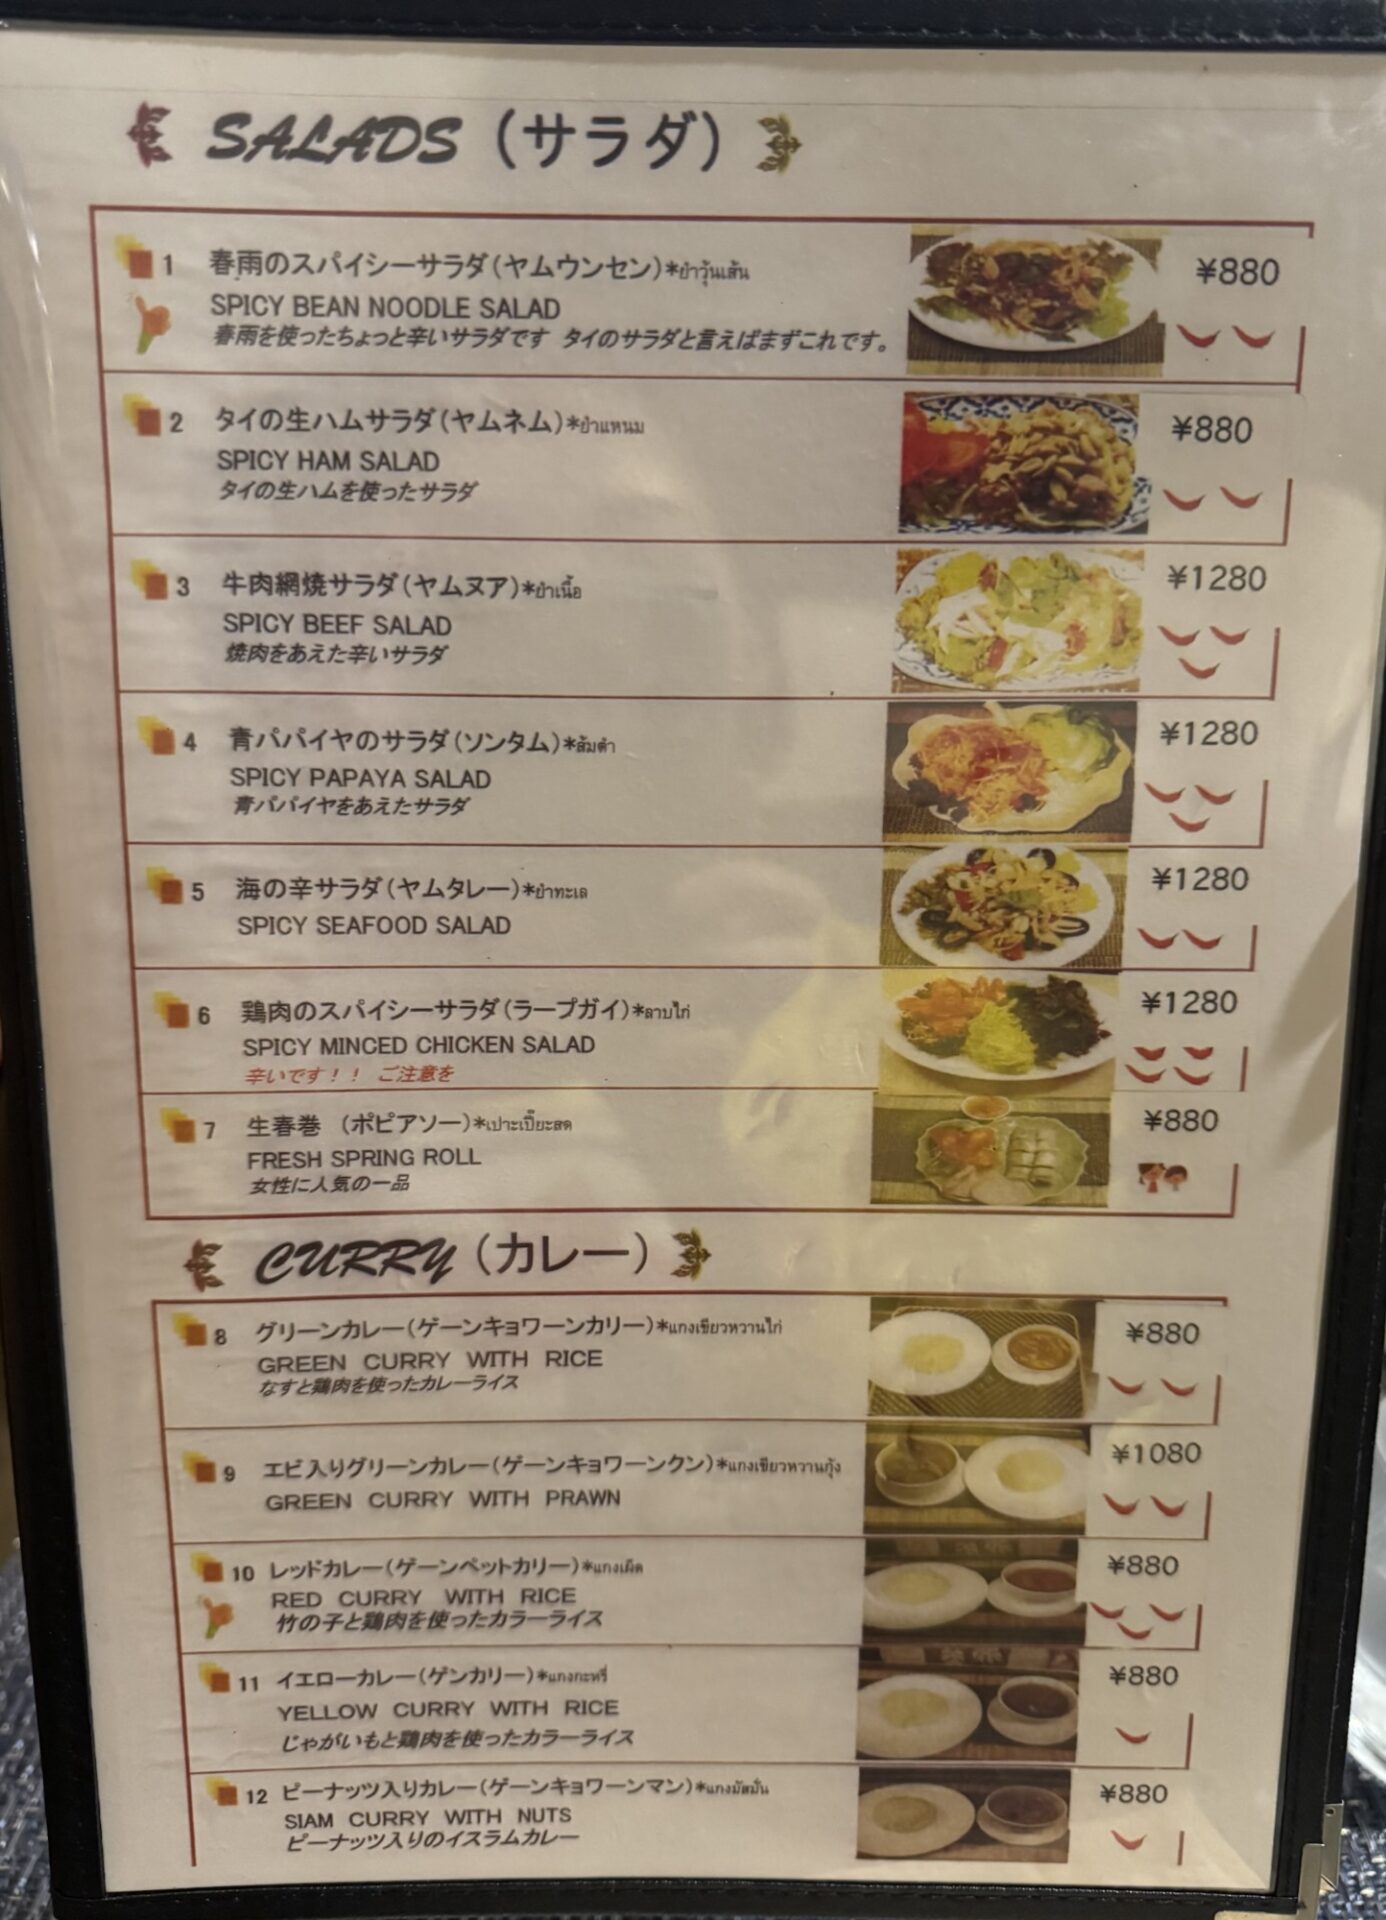 SALADS（サラダ）
1 春雨のスパイシーサラダ（ヤムウンセン）*ยำวุ้นเส้น ¥880
SPICY BEAN NOODLE SALAD
春雨を使ったちょっと辛いサラダです タイのサラダと言えばまずこれです。
2 タイの生ハムサラダ（ヤムネム）*ยำแหนม ¥880
SPICY HAM SALAD
タイの生ハムを使ったサラダ
3 牛肉網焼サラダ（ヤムヌア）*ยำเนื้อ ¥1280
SPICY BEEF SALAD
焼肉をあえた辛いサラダ
4 青パパイヤのサラダ（ソンタム）*ส้มตำ ¥1280
SPICY PAPAYA SALAD
青パパイヤをあえたサラダ
5 海の辛サラダ（ヤムタレー）*ยำทะเล ¥1280
SPICY SEAFOOD SALAD
6 鶏肉のスパイシーサラダ（ラープガイ）*ลาบไก่ ¥1280
SPICY MINCED CHICKEN SALAD
辛いです！！ ご注意を
7 生春巻 （ポピアソー）*เปาะเปี๊ยะสด ¥880
FRESH SPRING ROLL
女性に人気の一品
CURRY（カレー）
8 グリーンカレー（ゲーンキョワーンカリー）*แกงเขียวหวานไก่ ¥880
GREEN CURRY WITH RICE
なすと鶏肉を使ったカレーライス
9 エビ入りグリーンカレー（ゲーンキョワーンクン）*แกงเขียวหวานกุ้ง ¥1080
GREEN CURRY WITH PRAWN
10 レッドカレー（ゲーンペットカリー）*แกงเผ็ด ¥880
RED CURRY WITH RICE
竹の子と鶏肉を使ったカラーライス
11 イエローカレー（ゲンカリー）*แกงกะหรี่ ¥880
YELLOW CURRY WITH RICE
じゃがいもと鶏肉を使ったカラーライス
12 ピーナッツ入りカレー（ゲーンキョワーンマン）*แกงมัสมั่น ¥880
SIAM CURRY WITH NUTS
ピーナッツ入りのイスラムカレー